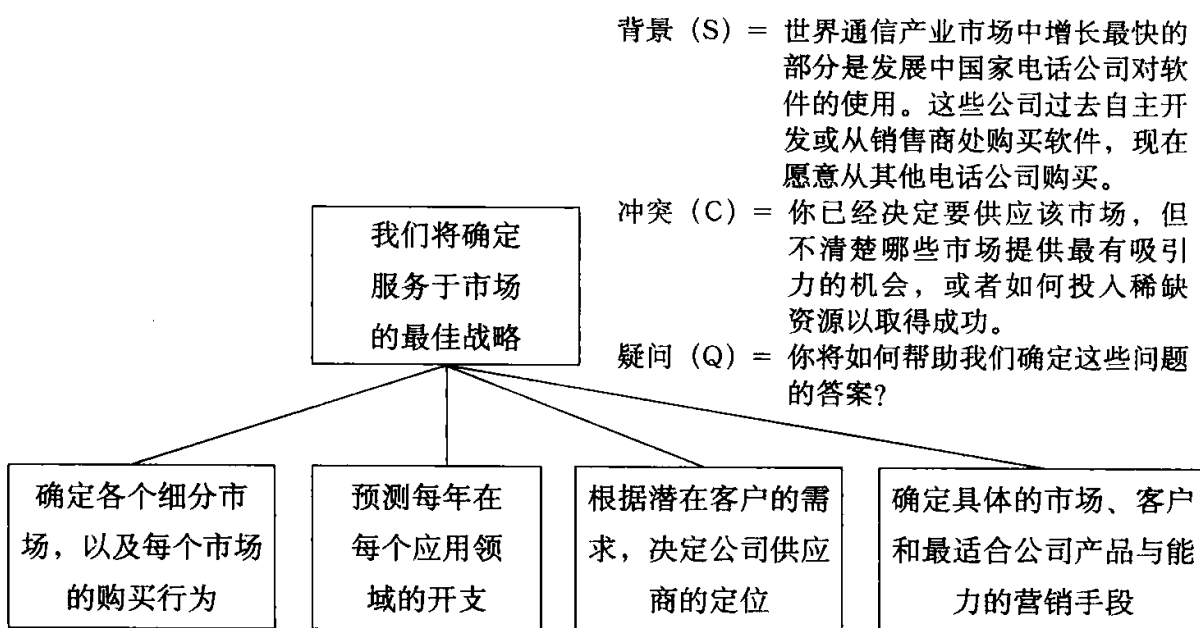 背景（S）= 世界通信产业市场中增长最快的
部分是发展中国家电话公司对软
件的使用。这些公司过去自主开
发或从销售商处购买软件，现在
愿意从其他电话公司购买。
冲突（C）= 你已经决定要供应该市场，但
不清楚哪些市场提供最有吸引
力的机会，或者如何投入稀缺
资源以取得成功。
疑问（Q）= 你将如何帮助我们确定这些问题
的答案?
我们将确定
服务于市场
的最佳战略
确定各个细分市
场，以及每个市场
的购买行为
预测每年在
每个应用领
域的开支
根据潜在客户的需
求，决定公司供应
商的定位
确定具体的市场、客户
和最适合公司产品与能
力的营销手段